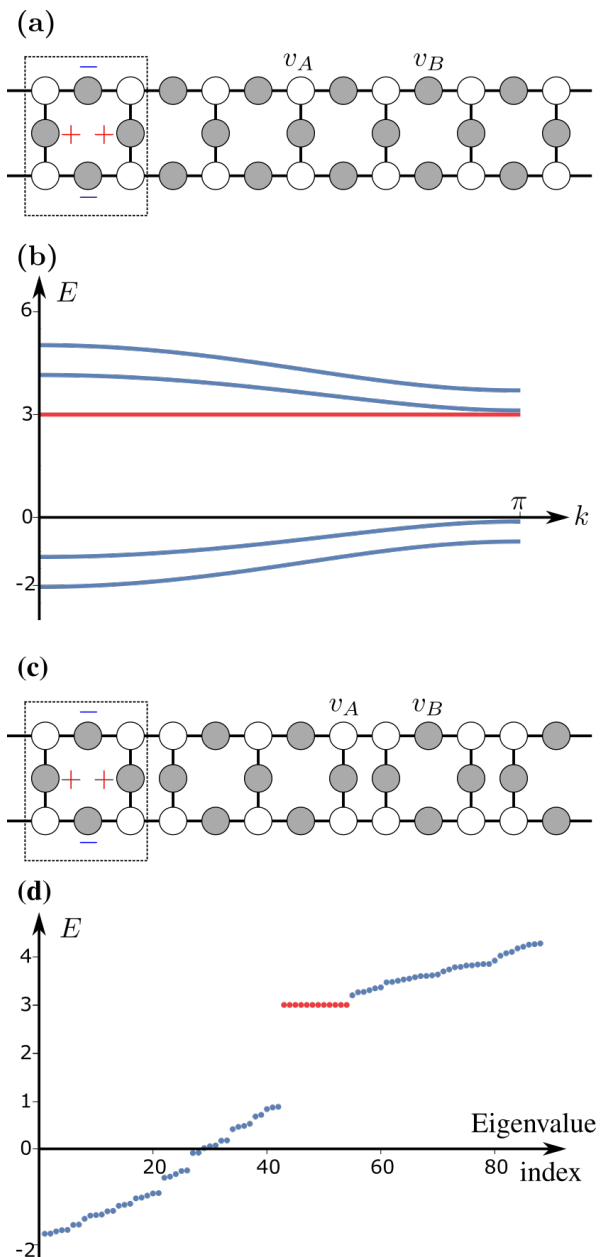 (a)
− v_A v_B
+ +
−
(b)
E
6
3
0 π
k
-2
(c)
− v_A v_B
+ +
−
(d)
E
4
3
2
1
Eigenvalue
0
20 40 60 80 index
-2